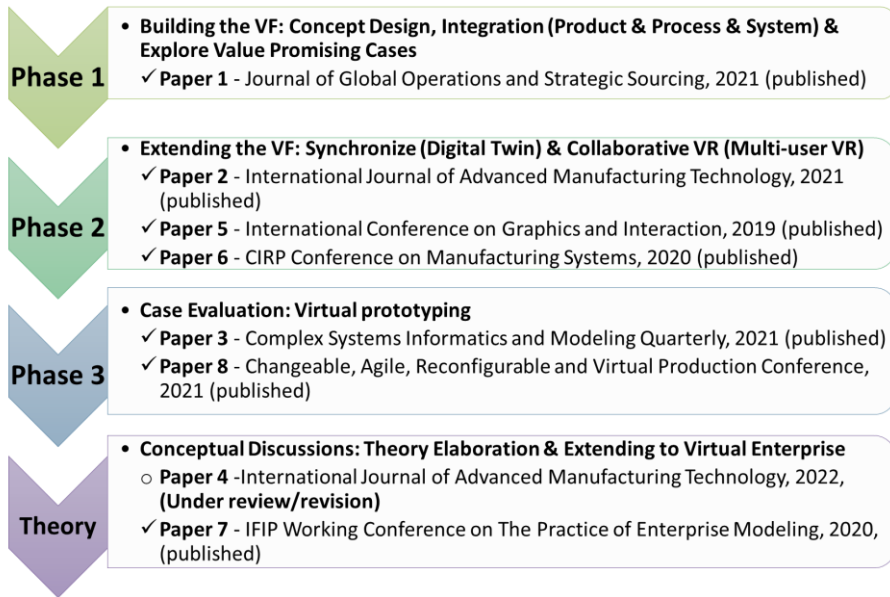 Phase 1
• Building the VF: Concept Design, Integration (Product & Process & System) &
Explore Value Promising Cases
✓ Paper 1 - Journal of Global Operations and Strategic Sourcing, 2021 (published)
Phase 2
• Extending the VF: Synchronize (Digital Twin) & Collaborative VR (Multi-user VR)
✓ Paper 2 - International Journal of Advanced Manufacturing Technology, 2021
(published)
✓ Paper 5 - International Conference on Graphics and Interaction, 2019 (published)
✓ Paper 6 - CIRP Conference on Manufacturing Systems, 2020 (published)
Phase 3
• Case Evaluation: Virtual prototyping
✓ Paper 3 - Complex Systems Informatics and Modeling Quarterly, 2021 (published)
✓ Paper 8 - Changeable, Agile, Reconfigurable and Virtual Production Conference,
2021 (published)
Theory
• Conceptual Discussions: Theory Elaboration & Extending to Virtual Enterprise
○ Paper 4 -International Journal of Advanced Manufacturing Technology, 2022,
(Under review/revision)
✓ Paper 7 - IFIP Working Conference on The Practice of Enterprise Modeling, 2020,
(published)